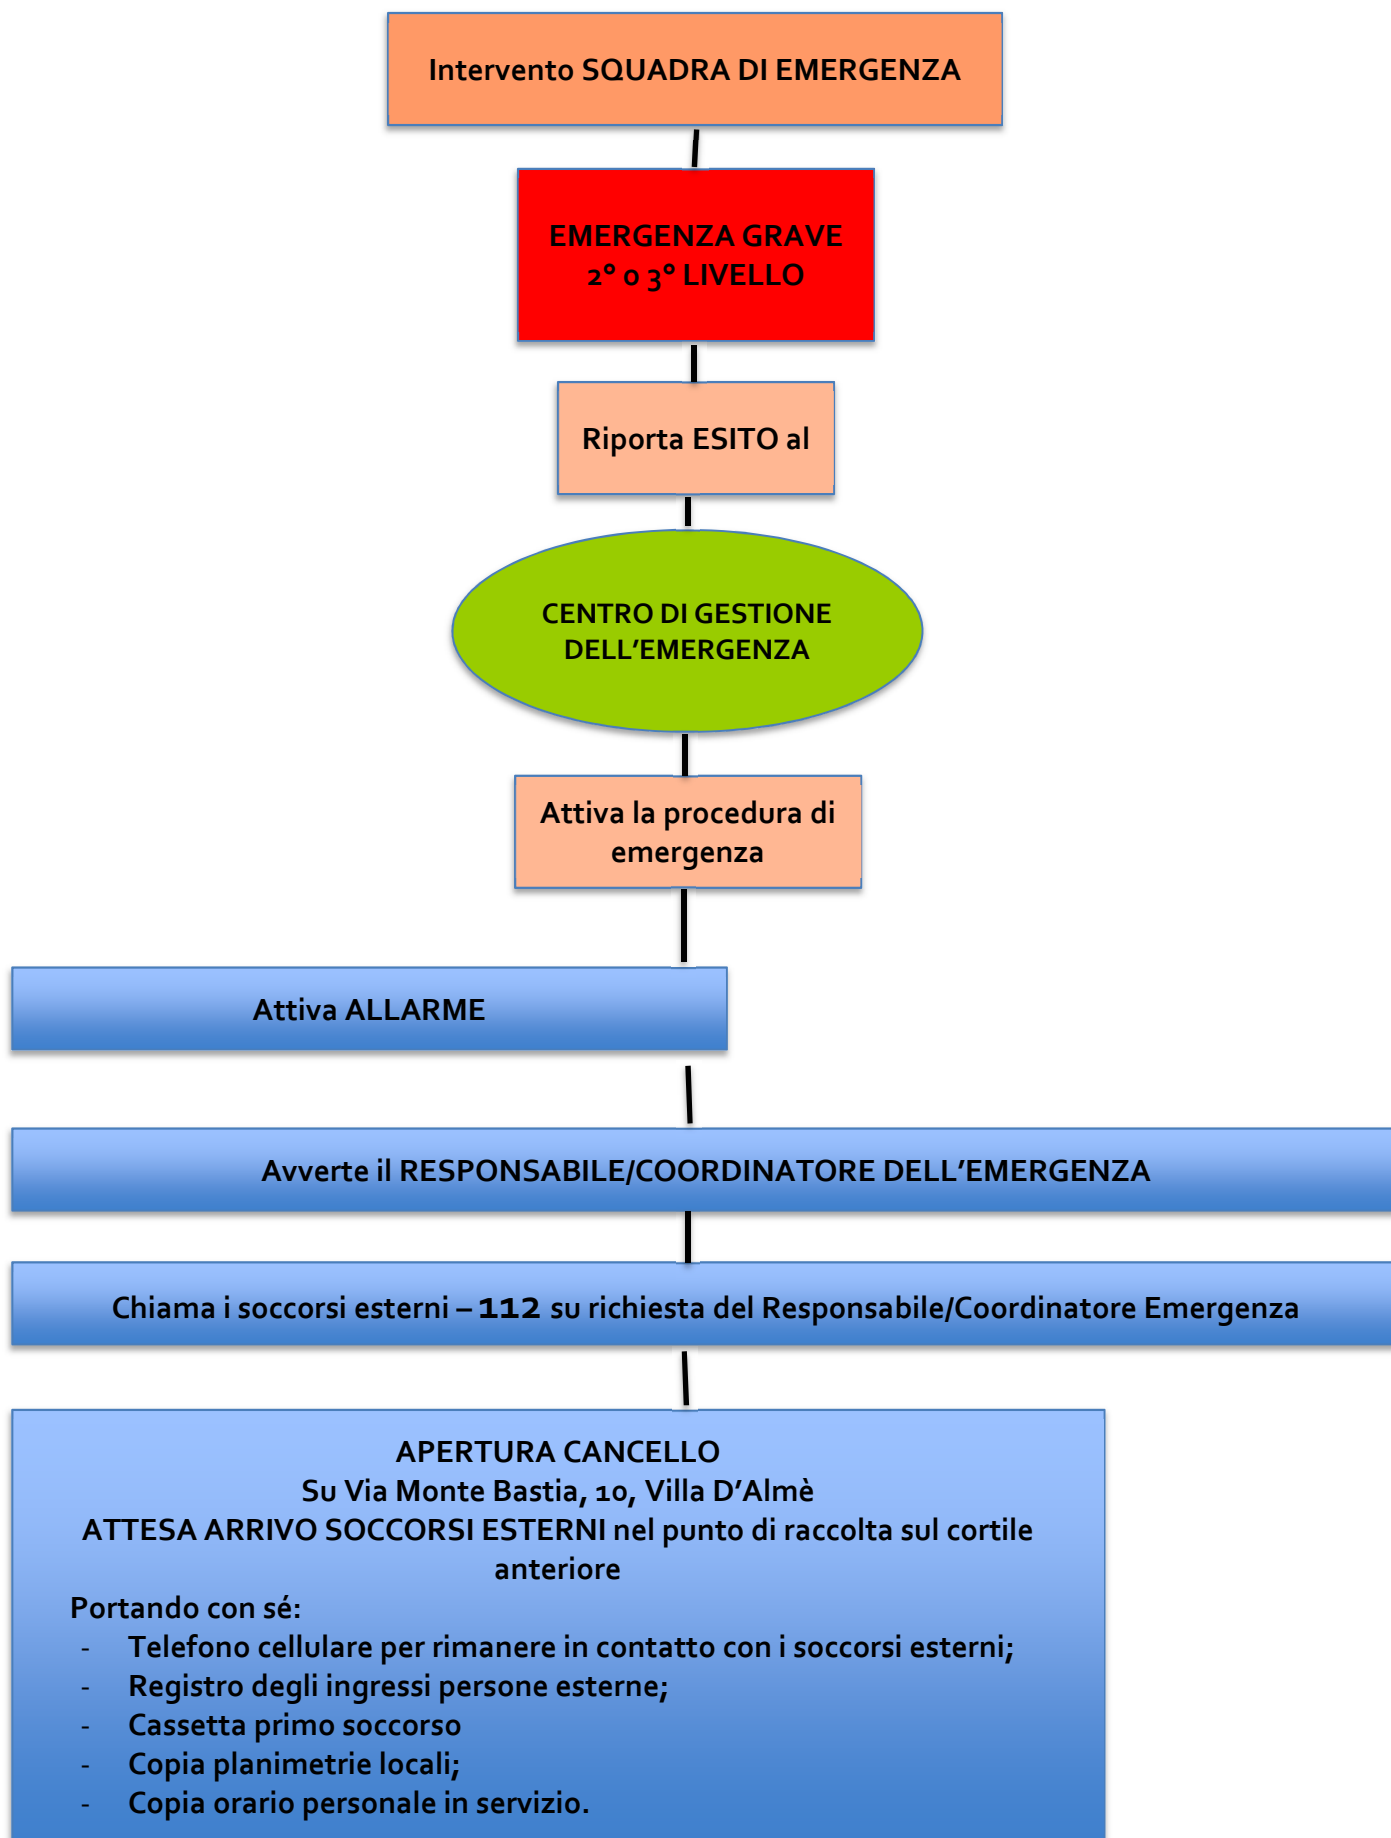 Intervento SQUADRA DI EMERGENZA
EMERGENZA GRAVE
2° o 3° LIVELLO
Riporta ESITO al
CENTRO DI GESTIONE
DELL'EMERGENZA
Attiva la procedura di
emergenza
Attiva ALLARME
Avverte il RESPONSABILE/COORDINATORE DELL'EMERGENZA
Chiama i soccorsi esterni – 112 su richiesta del Responsabile/Coordinatore Emergenza
APERTURA CANCELLO
Su Via Monte Bastia, 10, Villa D'Almè
ATTESA ARRIVO SOCCORSI ESTERNI nel punto di raccolta sul cortile
anteriore
Portando con sé:
- Telefono cellulare per rimanere in contatto con i soccorsi esterni;
- Registro degli ingressi persone esterne;
- Cassetta primo soccorso
- Copia planimetrie locali;
- Copia orario personale in servizio.